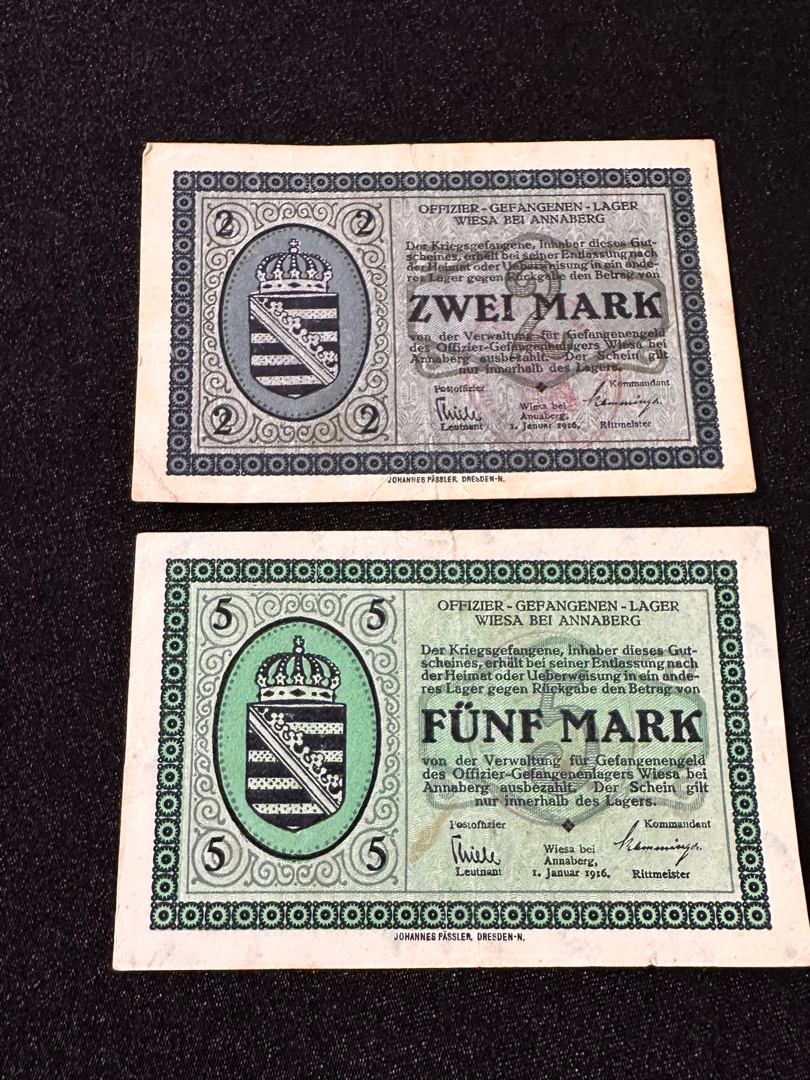 2 2
OFFIZIER-GEFANGENEN-LAGER
WIESA BEI ANNABERG
Der Kriegsgefangene, Inhaber dieses Gut-
scheines, erhält bei seiner Entlassung nach
der Heimat oder Ueberweisung in ein ande-
res Lager gegen Rückgabe den Betrag von
ZWEI MARK
von der Verwaltung für Gefangenengeld
des Offizier-Gefangenenlagers Wiesa bei
Annaberg ausbezahlt. Der Schein gilt
nur innerhalb des Lagers.
Postoffizier Kommandant
Thiele
Wiesa bei
Annaberg,
Leutnant 1. Januar 1916. Rittmeister
2 2
JOHANNES PÄSSLER, DRESDEN-N.
5 5
OFFIZIER-GEFANGENEN-LAGER
WIESA BEI ANNABERG
Der Kriegsgefangene, Inhaber dieses Gut-
scheines, erhält bei seiner Entlassung nach
der Heimat oder Ueberweisung in ein ande-
res Lager gegen Rückgabe den Betrag von
FÜNF MARK
von der Verwaltung für Gefangenengeld
des Offizier-Gefangenenlagers Wiesa bei
Annaberg ausbezahlt. Der Schein gilt
nur innerhalb des Lagers.
Postoffizier Kommandant
Thiele
Wiesa bei
Annaberg,
Leutnant 1. Januar 1916. Rittmeister
5 5
JOHANNES PÄSSLER, DRESDEN-N.